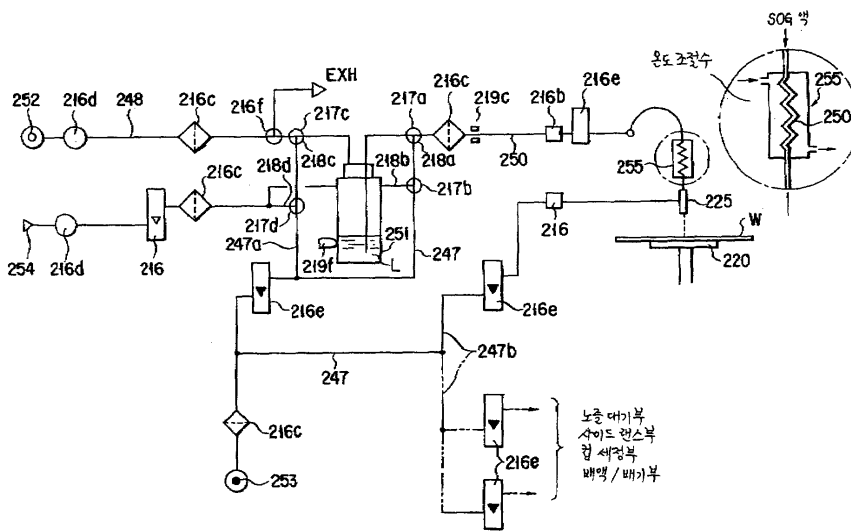 SOG 액
온도 조절수
EXH
252
216d
248
216c
216f
217c
217a
216c
219c
216b
216e
255
250
218c
218a
250
255
225
W
220
218d
218b
216c
217d
217b
254
216d
216
247a
219f
251
L
247
216
216e
216e
247
247b
216c
253
216e
노즐 대기부
사이드 랜스부
컵 세정부
배액 / 배기부